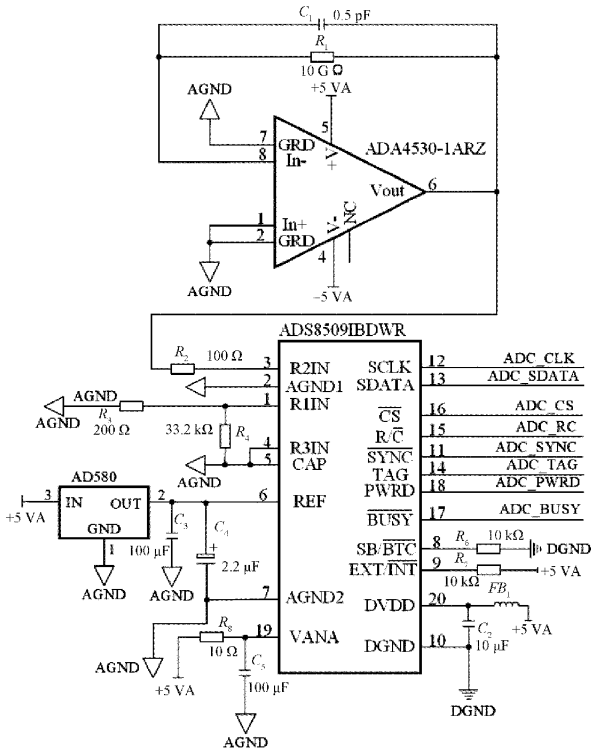 C₁ 0.5 pF
R₁
10 G Ω
+5 VA
AGND
5
ADA4530-1ARZ
7 GRD
+V
8 In-
6
Vout
1 In+
2 GRD
V-
NC
4
AGND
−5 VA
ADS8509IBDWR
R₂ 100 Ω 3 R2IN
SCLK 12 ADC_CLK
2 AGND1
SDATA 13 ADC_SDATA
AGND
1 R1IN
CS 16 ADC_CS
AGND
R₃
200 Ω
33.2 kΩ R₄
R/C 15 ADC_RC
4 R3IN
SYNC 11 ADC_SYNC
AGND
5 CAP
TAG 14 ADC_TAG
PWRD 18 ADC_PWRD
AD580
3 IN OUT 2
6 REF
+5 VA
BUSY 17 ADC_BUSY
GND
1
C₃
100 μF
C₄
2.2 μF
SB/BTC 8 R₆ 10 kΩ
DGND
EXT/INT 9 R₅
10 kΩ +5 VA
AGND
AGND
7 AGND2
DVDD 20 FB₁
+5 VA
R₈
10 Ω
19 VANA
C₂
10 μF
AGND
+5 VA
C₅
100 μF
DGND 10
AGND
DGND